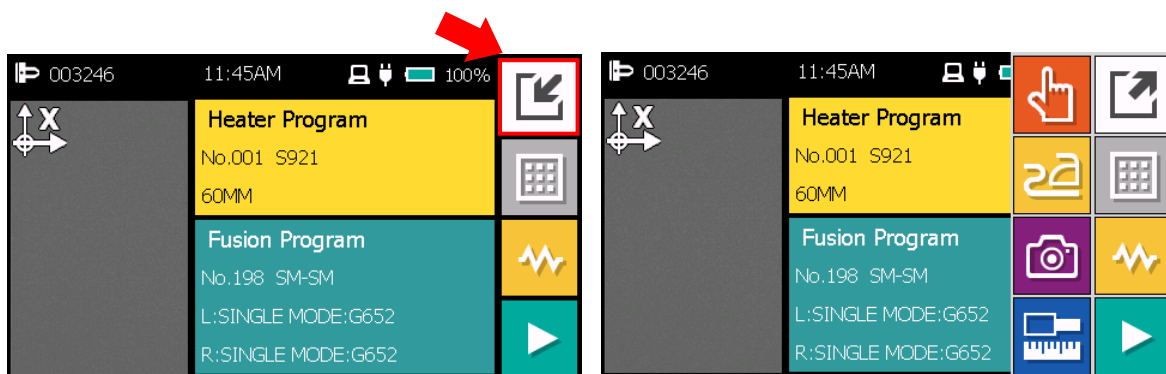 003246 11:45AM 100%
X
Heater Program
No.001 S921
60MM
Fusion Program
No.198 SM-SM
L:SINGLE MODE:G652
R:SINGLE MODE:G652
003246 11:45AM
X
Heater Program
No.001 S921
60MM
Fusion Program
No.198 SM-SM
L:SINGLE MODE:G652
R:SINGLE MODE:G652